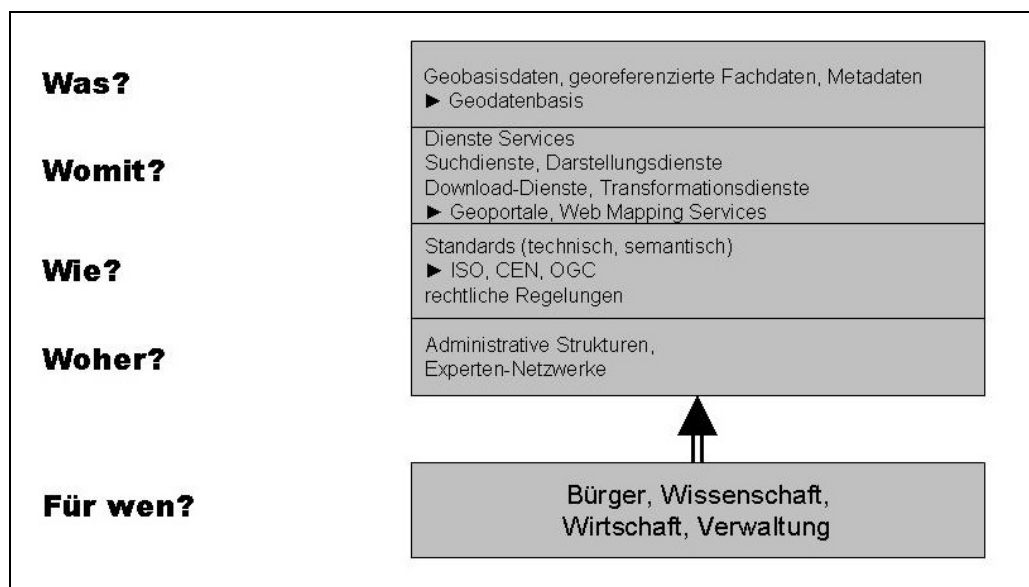 Was?
Geobasisdaten, georeferenzierte Fachdaten, Metadaten
► Geodatenbasis
Womit?
Dienste Services
Suchdienste, Darstellungsdienste
Download-Dienste, Transformationsdienste
► Geoportale, Web Mapping Services
Wie?
Standards (technisch, semantisch)
► ISO, CEN, OGC
rechtliche Regelungen
Woher?
Administrative Strukturen,
Experten-Netzwerke
Für wen?
Bürger, Wissenschaft,
Wirtschaft, Verwaltung